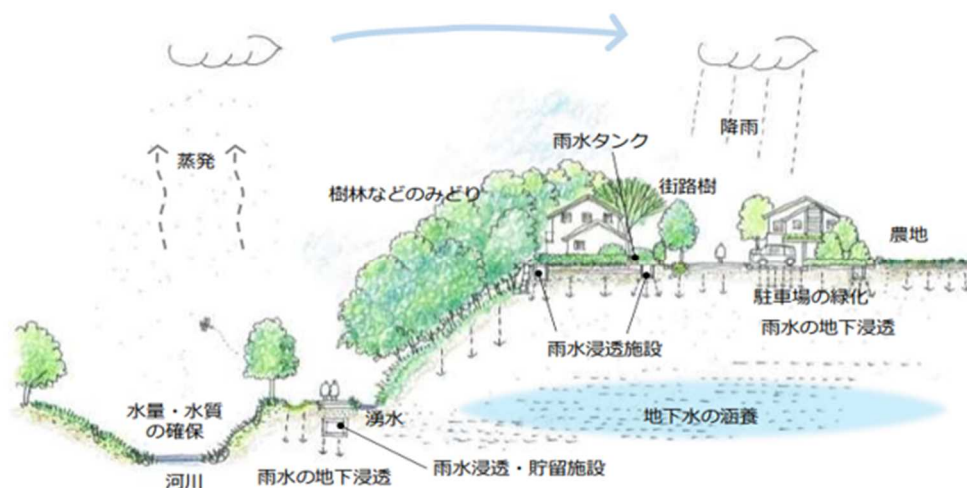 降雨
雨水タンク
蒸発
樹林などのみどり
街路樹
農地
駐車場の緑化
雨水の地下浸透
雨水浸透施設
水量・水質
の確保
湧水
地下水の涵養
雨水浸透・貯留施設
雨水の地下浸透
河川